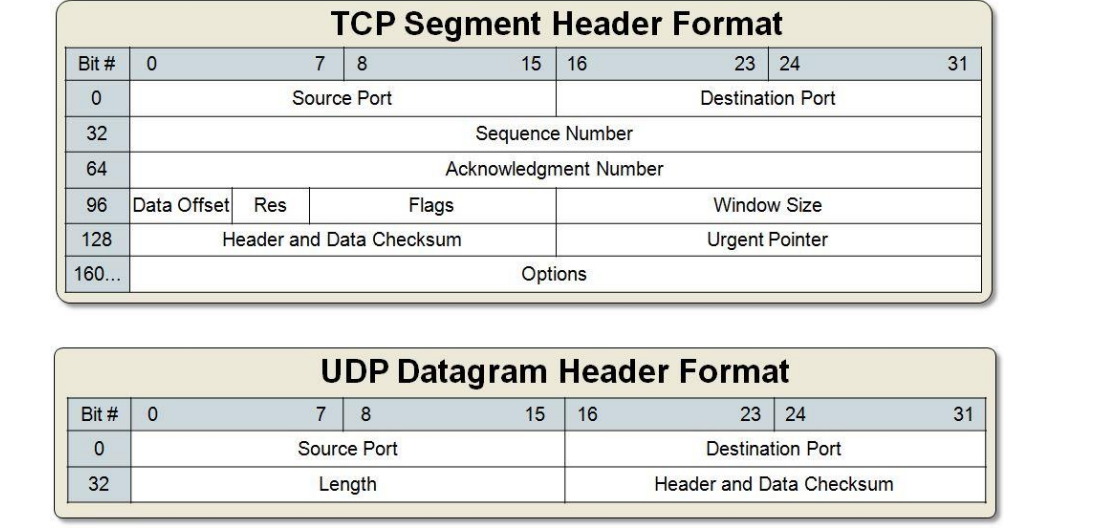 TCP Segment Header Format
Bit # 0 7 8 15 16 23 24 31
0 Source Port Destination Port
32 Sequence Number
64 Acknowledgment Number
96 Data Offset Res Flags Window Size
128 Header and Data Checksum Urgent Pointer
160... Options
UDP Datagram Header Format
Bit # 0 7 8 15 16 23 24 31
0 Source Port Destination Port
32 Length Header and Data Checksum